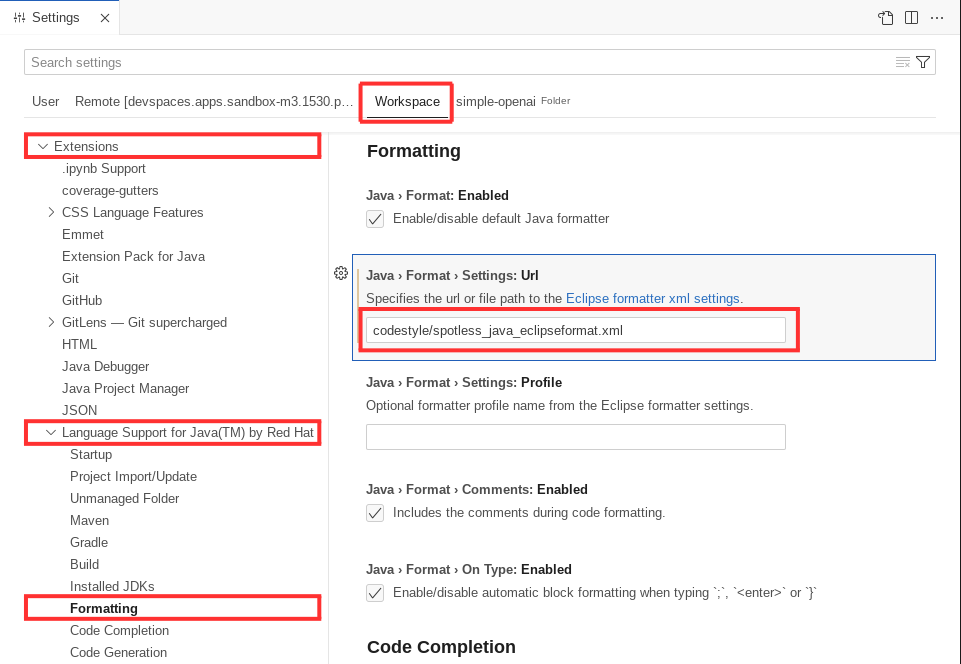 Settings
Search settings
User Remote [devspaces.apps.sandbox-m3.1530.p… Workspace simple-openai Folder
Extensions
.ipynb Support
coverage-gutters
CSS Language Features
Emmet
Extension Pack for Java
Git
GitHub
GitLens — Git supercharged
HTML
Java Debugger
Java Project Manager
JSON
Language Support for Java(TM) by Red Hat
Startup
Project Import/Update
Unmanaged Folder
Maven
Gradle
Build
Installed JDKs
Formatting
Code Completion
Code Generation
Formatting
Java › Format: Enabled
Enable/disable default Java formatter
Java › Format › Settings: Url
Specifies the url or file path to the Eclipse formatter xml settings.
codestyle/spotless_java_eclipseformat.xml
Java › Format › Settings: Profile
Optional formatter profile name from the Eclipse formatter settings.
Java › Format › Comments: Enabled
Includes the comments during code formatting.
Java › Format › On Type: Enabled
Enable/disable automatic block formatting when typing `;`, `<enter>` or `}`
Code Completion